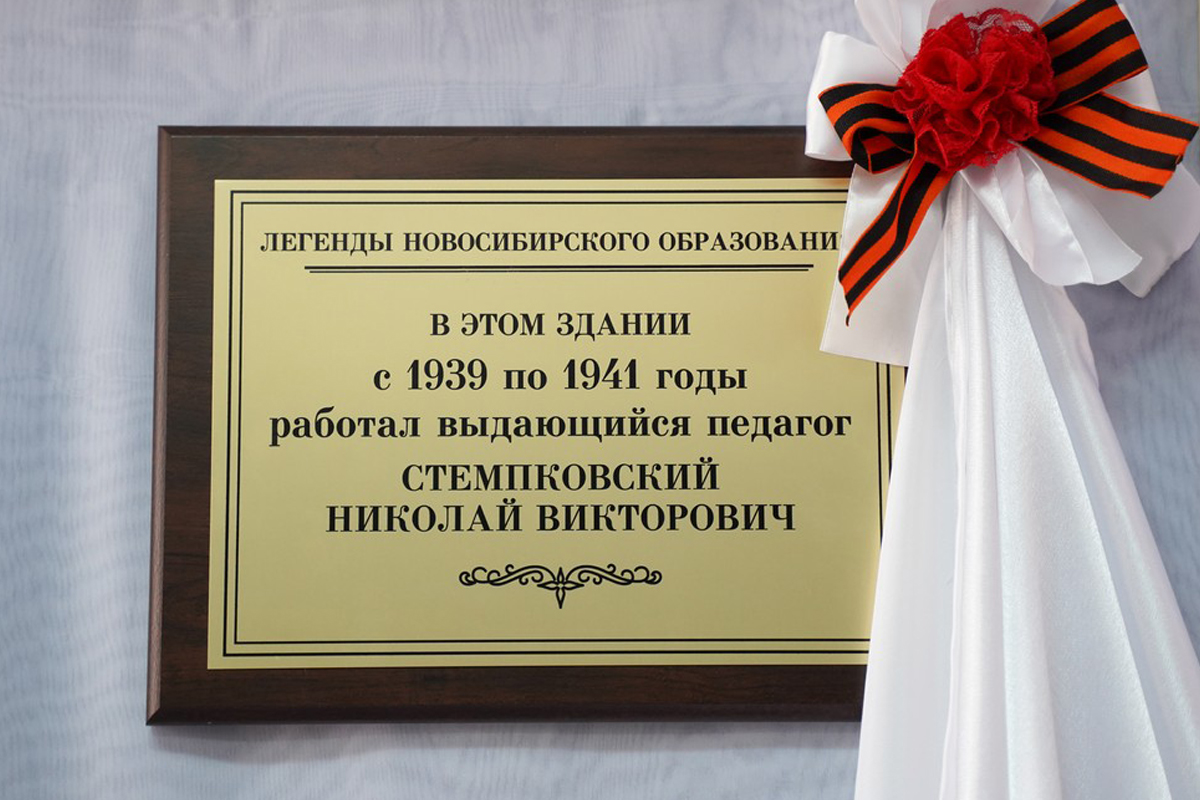 ЛЕГЕНДЫ НОВОСИБИРСКОГО ОБРАЗОВАНИ
В ЭТОМ ЗДАНИИ
с 1939 по 1941 годы
работал выдающийся педагог
СТЕМПКОВСКИЙ
НИКОЛАЙ ВИКТОРОВИЧ